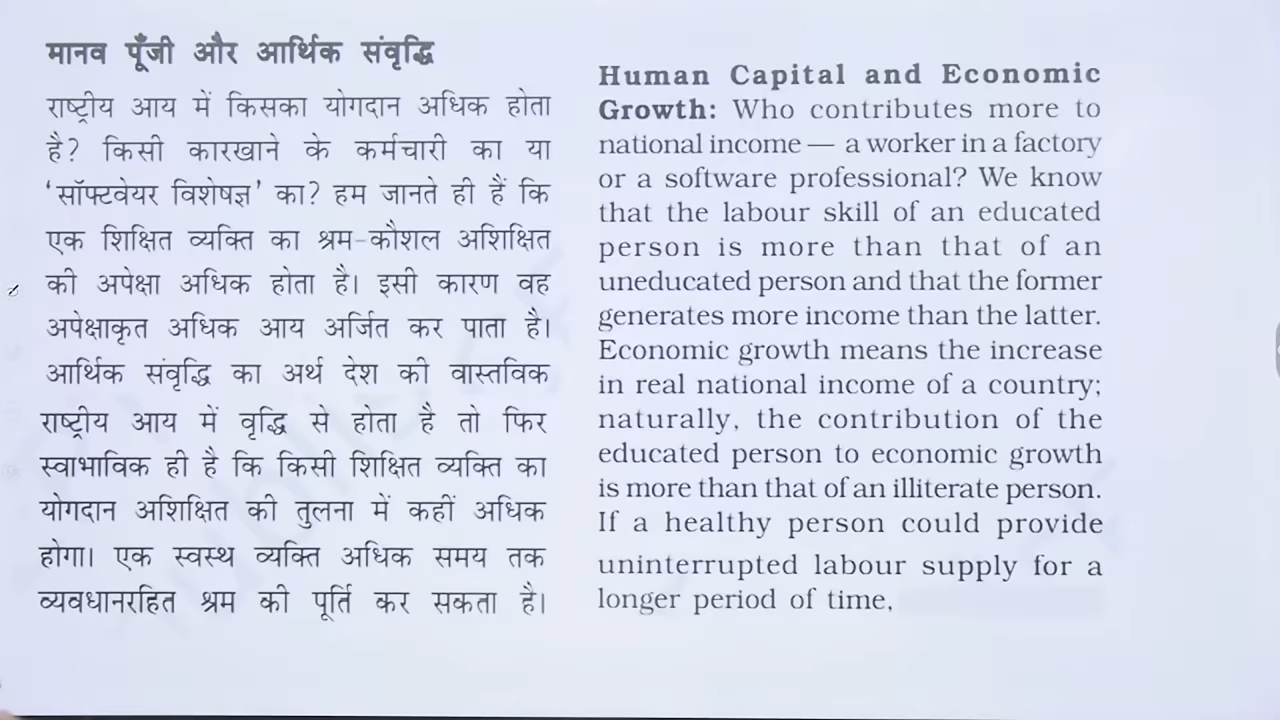 मानव पूँजी और आर्थिक संवृद्धि
राष्ट्रीय आय में किसका योगदान अधिक होता
है? किसी कारखाने के कर्मचारी का या
‘सॉफ्टवेयर विशेषज्ञ’ का? हम जानते ही हैं कि
एक शिक्षित व्यक्ति का श्रम-कौशल अशिक्षित
की अपेक्षा अधिक होता है। इसी कारण वह
अपेक्षाकृत अधिक आय अर्जित कर पाता है।
आर्थिक संवृद्धि का अर्थ देश की वास्तविक
राष्ट्रीय आय में वृद्धि से होता है तो फिर
स्वाभाविक ही है कि किसी शिक्षित व्यक्ति का
योगदान अशिक्षित की तुलना में कहीं अधिक
होगा। एक स्वस्थ व्यक्ति अधिक समय तक
व्यवधानरहित श्रम की पूर्ति कर सकता है।
Human Capital and Economic
Growth: Who contributes more to
national income — a worker in a factory
or a software professional? We know
that the labour skill of an educated
person is more than that of an
uneducated person and that the former
generates more income than the latter.
Economic growth means the increase
in real national income of a country;
naturally, the contribution of the
educated person to economic growth
is more than that of an illiterate person.
If a healthy person could provide
uninterrupted labour supply for a
longer period of time,